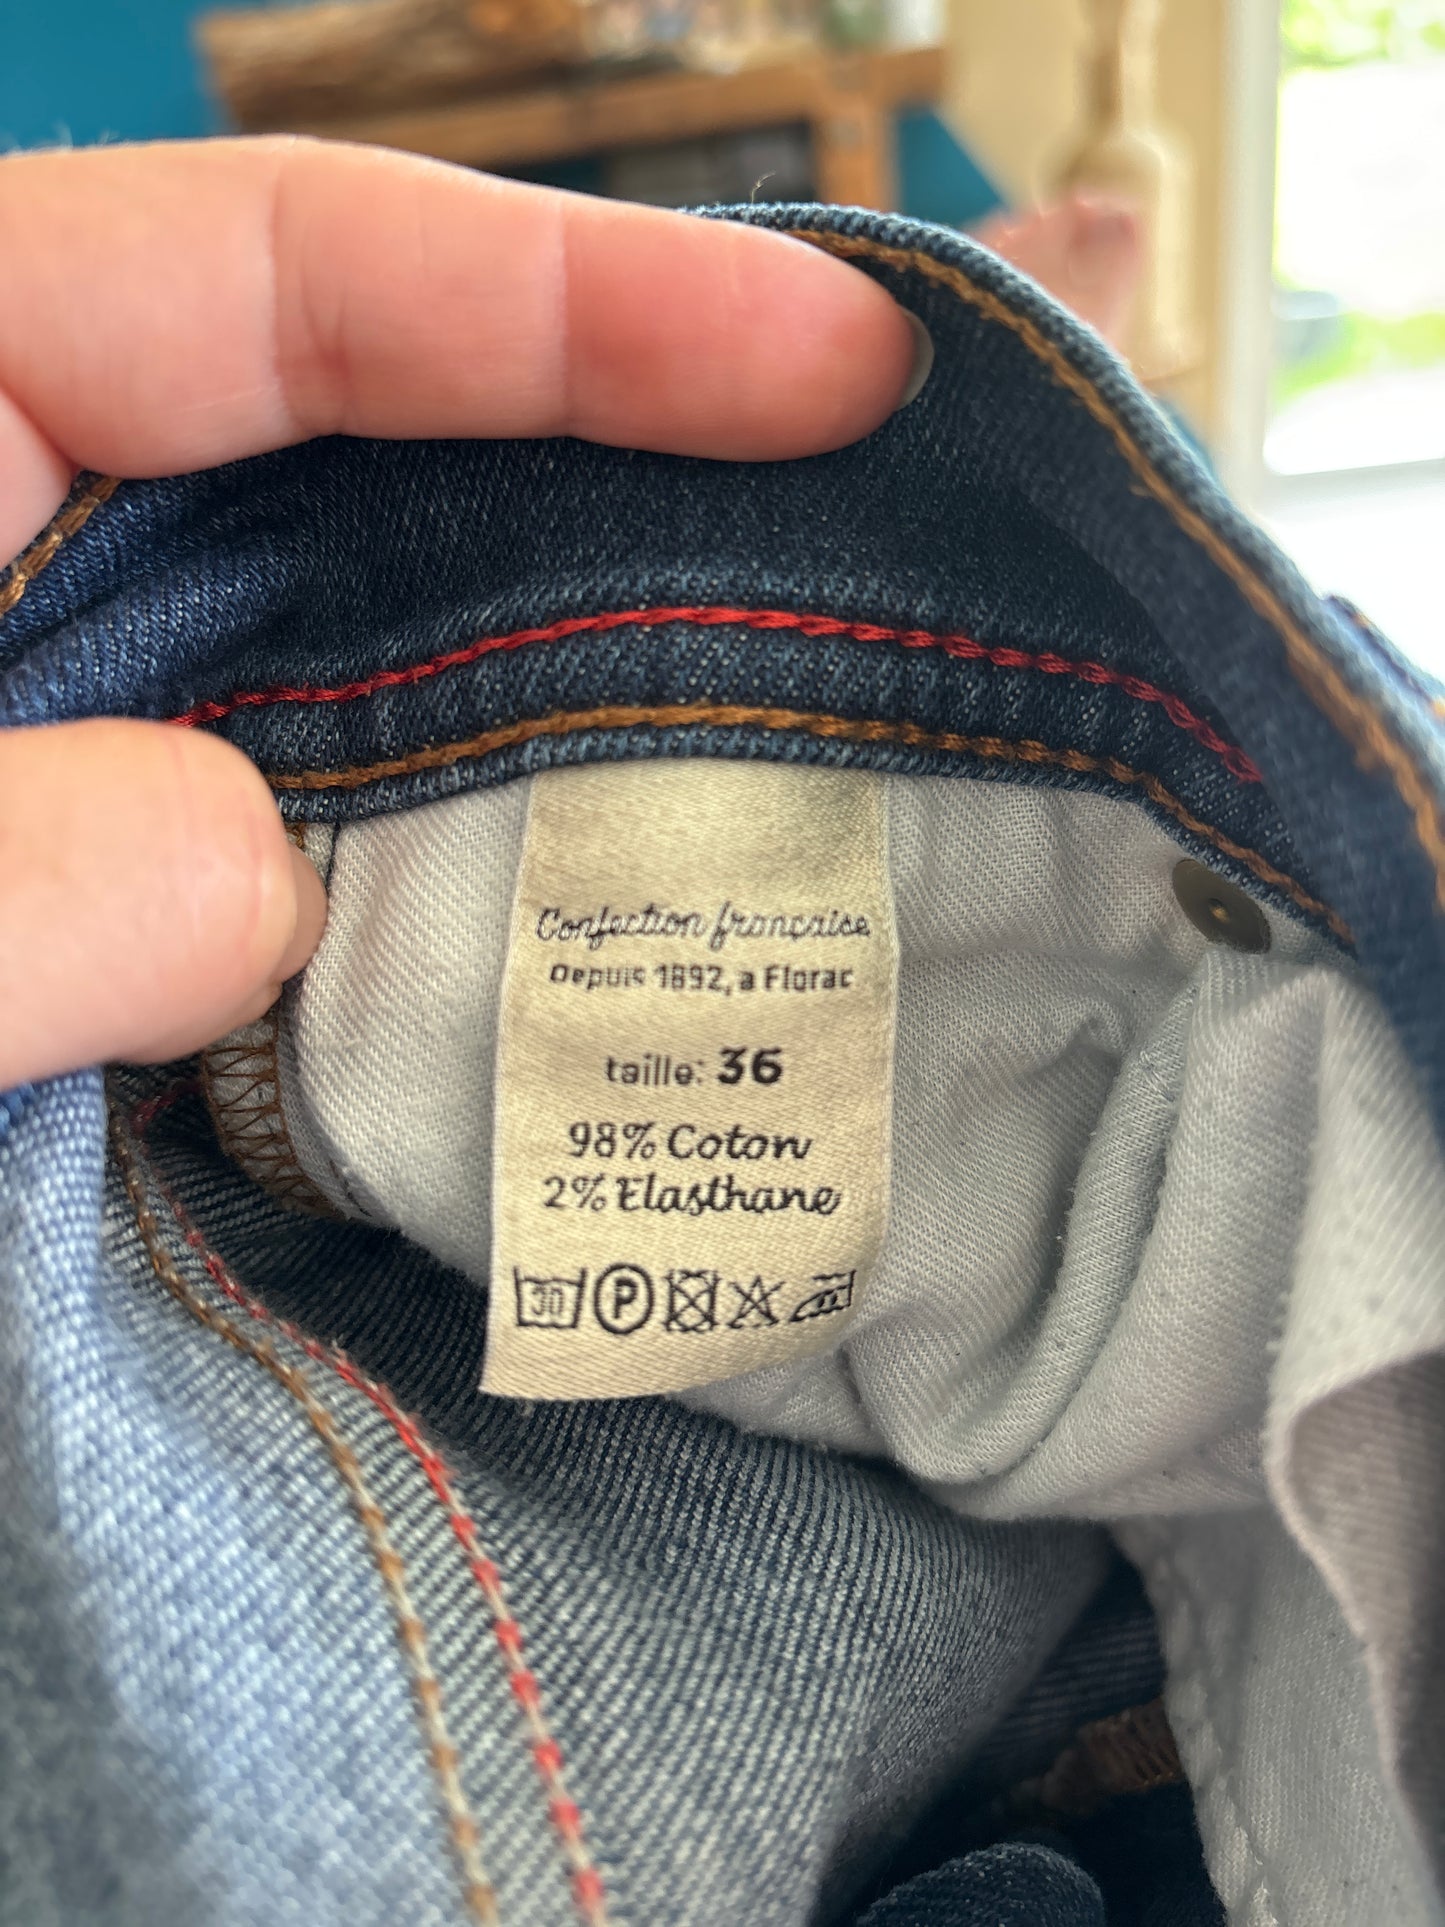 Confection française
Depuis 1892, a Florac
taille: 36
98% Coton
2% Elasthane
30 P